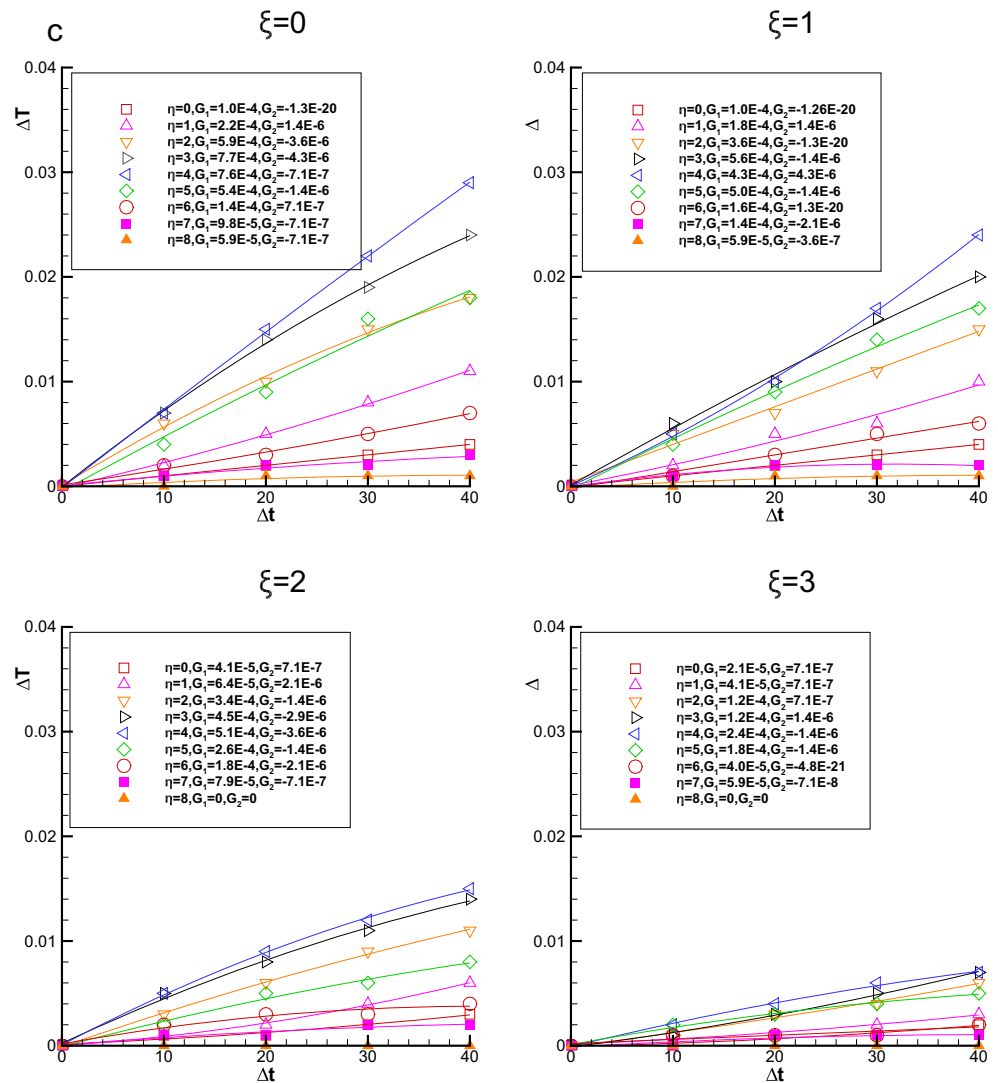 c
ξ=0
ΔT
0.04
0.03
0.02
0.01
0
η=0,G1=1.0E-4,G2=-1.3E-20
η=1,G1=2.2E-4,G2=1.4E-6
η=2,G1=5.9E-4,G2=-3.6E-6
η=3,G1=7.7E-4,G2=-4.3E-6
η=4,G1=7.6E-4,G2=-7.1E-7
η=5,G1=5.4E-4,G2=-1.4E-6
η=6,G1=1.4E-4,G2=7.1E-7
η=7,G1=9.8E-5,G2=-7.1E-7
η=8,G1=5.9E-5,G2=-7.1E-7
0 10 20 30 40
Δt
ξ=1
Δ
0.04
0.03
0.02
0.01
0
η=0,G1=1.0E-4,G2=-1.26E-20
η=1,G1=1.8E-4,G2=1.4E-6
η=2,G1=3.6E-4,G2=-1.3E-20
η=3,G1=5.6E-4,G2=-1.4E-6
η=4,G1=4.3E-4,G2=4.3E-6
η=5,G1=5.0E-4,G2=-1.4E-6
η=6,G1=1.6E-4,G2=1.3E-20
η=7,G1=1.4E-4,G2=-2.1E-6
η=8,G1=5.9E-5,G2=-3.6E-7
0 10 20 30 40
Δt
ξ=2
ΔT
0.04
0.03
0.02
0.01
0
η=0,G1=4.1E-5,G2=7.1E-7
η=1,G1=6.4E-5,G2=2.1E-6
η=2,G1=3.4E-4,G2=-1.4E-6
η=3,G1=4.5E-4,G2=-2.9E-6
η=4,G1=5.1E-4,G2=-3.6E-6
η=5,G1=2.6E-4,G2=-1.4E-6
η=6,G1=1.8E-4,G2=-2.1E-6
η=7,G1=7.9E-5,G2=-7.1E-7
η=8,G1=0,G2=0
0 10 20 30 40
Δt
ξ=3
Δ
0.04
0.03
0.02
0.01
0
η=0,G1=2.1E-5,G2=7.1E-7
η=1,G1=4.1E-5,G2=7.1E-7
η=2,G1=1.2E-4,G2=7.1E-7
η=3,G1=1.2E-4,G2=1.4E-6
η=4,G1=2.4E-4,G2=-1.4E-6
η=5,G1=1.8E-4,G2=-1.4E-6
η=6,G1=4.0E-5,G2=-4.8E-21
η=7,G1=5.9E-5,G2=-7.1E-8
η=8,G1=0,G2=0
0 10 20 30 40
Δt